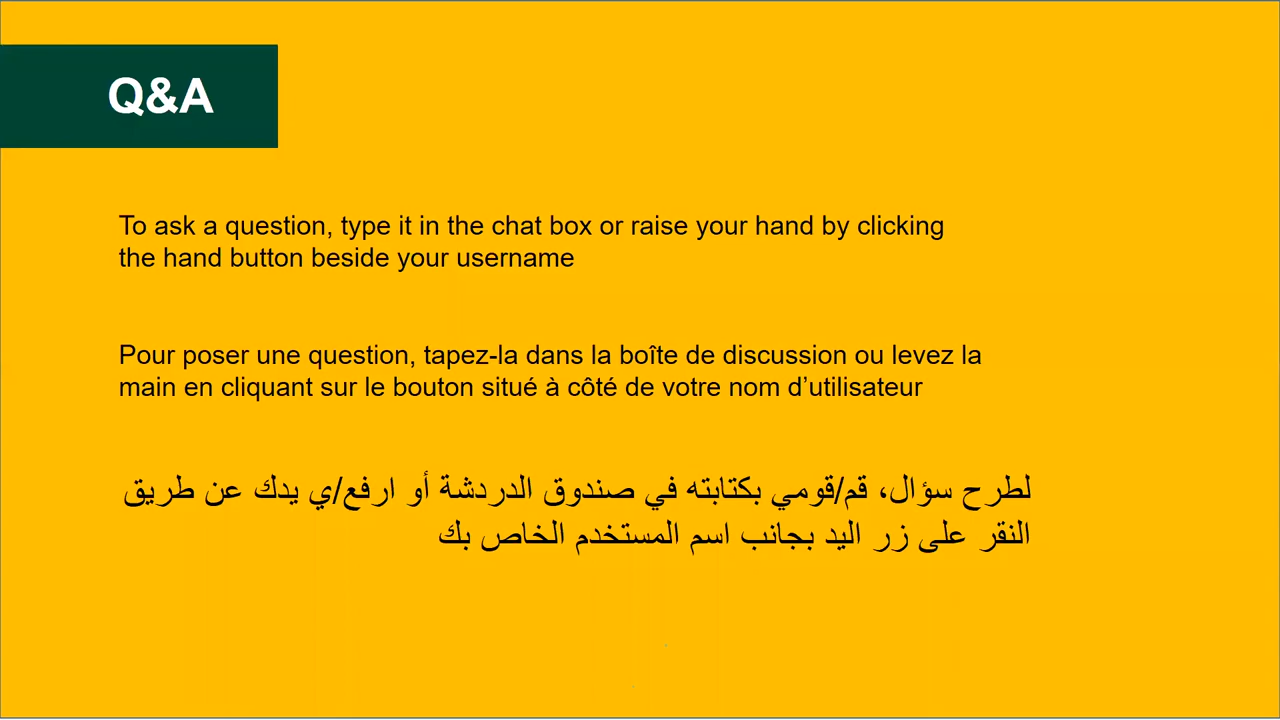 Q&A
To ask a question, type it in the chat box or raise your hand by clicking
the hand button beside your username
Pour poser une question, tapez-la dans la boîte de discussion ou levez la
main en cliquant sur le bouton situé à côté de votre nom d’utilisateur
لطرح سؤال، قم/قومي بكتابته في صندوق الدردشة أو ارفع/ي يدك عن طريق
النقر على زر اليد بجانب اسم المستخدم الخاص بك